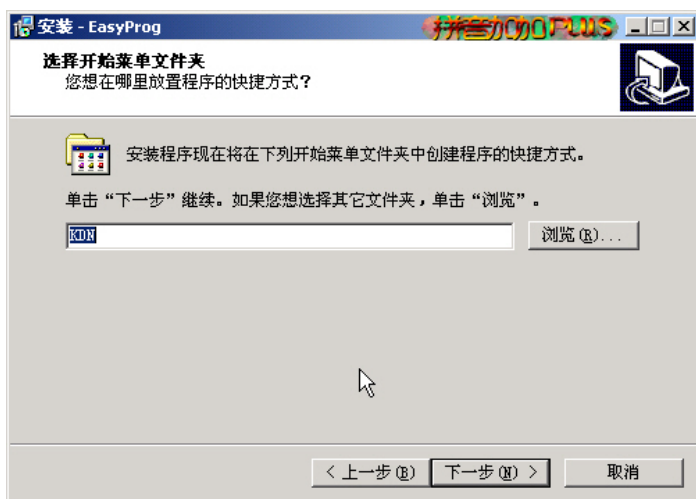 安装 - EasyProg
选择开始菜单文件夹
您想在哪里放置程序的快捷方式?
安装程序现在将在下列开始菜单文件夹中创建程序的快捷方式。
单击“下一步”继续。如果您想选择其它文件夹,单击“浏览”。
KDN
浏览(R)...
< 上一步(B)
下一步(N) >
取消